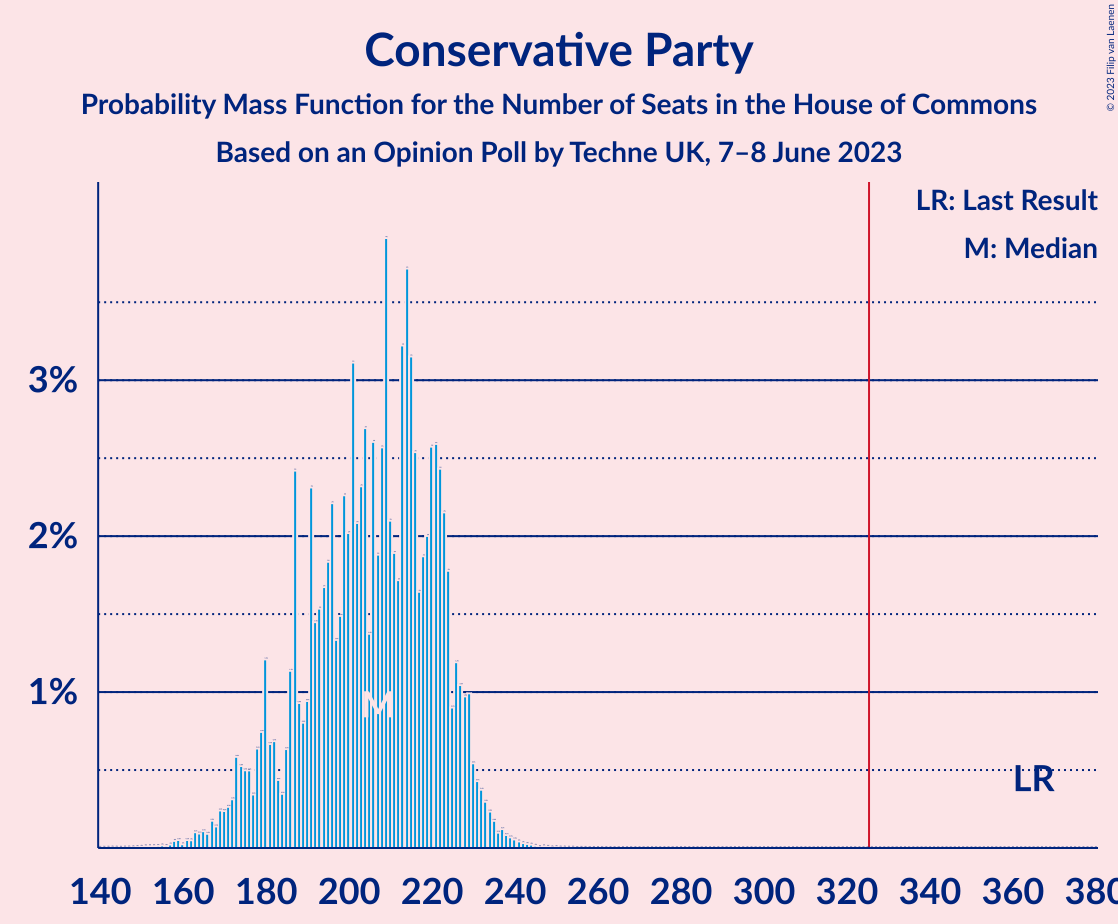 Conservative Party
© 2023 Filip van Laenen
Probability Mass Function for the Number of Seats in the House of Commons
Based on an Opinion Poll by Techne UK, 7–8 June 2023
LR: Last Result
M: Median
3%
2%
1%
M
LR
140 160 180 200 220 240 260 280 300 320 340 360 380